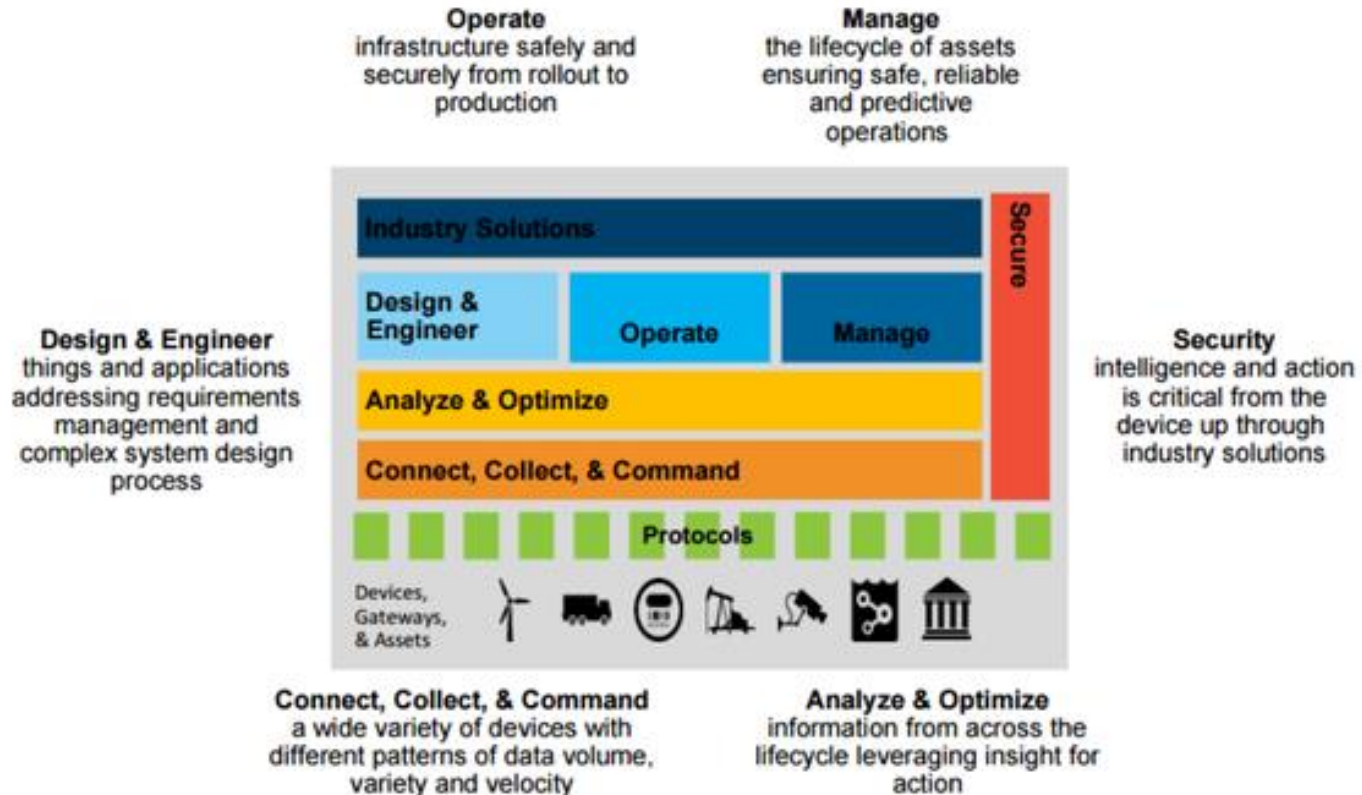 Operate
infrastructure safely and
securely from rollout to
production
Manage
the lifecycle of assets
ensuring safe, reliable
and predictive
operations
Industry Solutions
Secure
Design &
Engineer
Operate
Manage
Analyze & Optimize
Connect, Collect, & Command
Protocols
Devices,
Gateways,
& Assets
Design & Engineer
things and applications
addressing requirements
management and
complex system design
process
Security
intelligence and action
is critical from the
device up through
industry solutions
Connect, Collect, & Command
a wide variety of devices with
different patterns of data volume,
variety and velocity
Analyze & Optimize
information from across the
lifecycle leveraging insight for
action